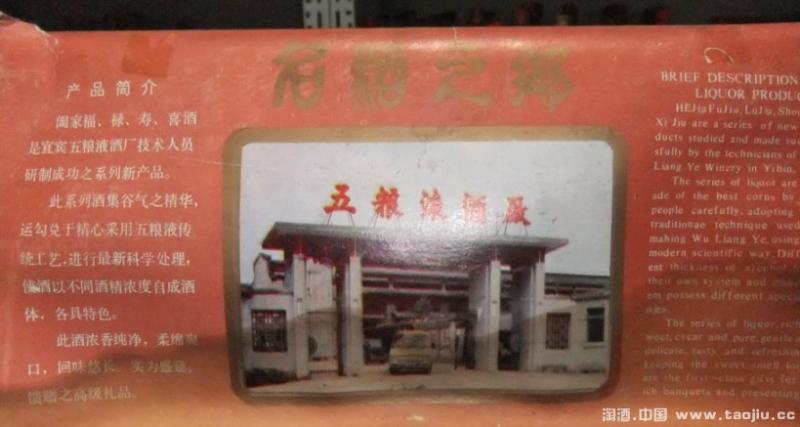 名酒之乡
产品简介
阖家福、禄、寿、喜酒
是宜宾五粮液酒厂技术人员
研制成功之系列新产品。
此系列酒集谷气之精华,
运勾兑于精心采用五粮液传
统工艺,进行最新科学处理,
使酒以不同酒精浓度自成酒
体,各具特色。
此酒浓香纯净,柔绵爽
口,回味悠长。实为盛筵,
馈赠之高级礼品。
五粮液酒厂
BRIEF DESCRIPTION
LIQUOR PRODUC
HEJia FuJiu, LuJiu, Shou
Xi Jiu are a series of new
ducts studied and made suc
sfully by the technicians of
Liang Ye Winery in Yibin,
The series of liquor are
ade of the best corns by
people carefully, adopting
traditionae technique used
mahing Wu Liang Ye, using
modern scientific way. Diff
ent thickness of alcohol
their own system and make
em possess different spec
ojes.
The series of liquor rich
weet, clear and pure, gentle a
delicate, tasty and refreshing
keeping the sweet smell
are the first-class gifts for
ich banquets and presenting
淘酒.中国 www.taojiu.cc